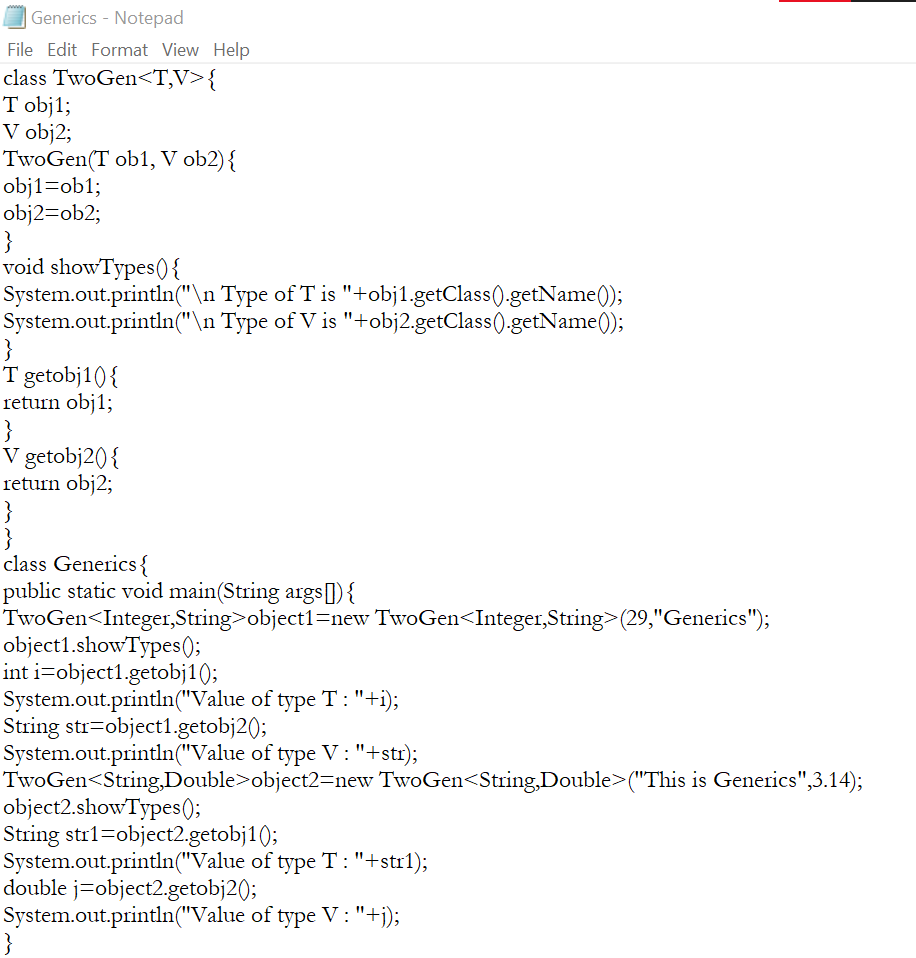 Generics - Notepad
File Edit Format View Help
class TwoGen<T,V>{
T obj1;
V obj2;
TwoGen(T ob1, V ob2){
obj1=ob1;
obj2=ob2;
}
void showTypes(){
System.out.println("\n Type of T is "+obj1.getClass().getName());
System.out.println("\n Type of V is "+obj2.getClass().getName());
}
T getobj1(){
return obj1;
}
V getobj2(){
return obj2;
}
}
class Generics{
public static void main(String args[]){
TwoGen<Integer,String>object1=new TwoGen<Integer,String>(29,"Generics");
object1.showTypes();
int i=object1.getobj1();
System.out.println("Value of type T : "+i);
String str=object1.getobj2();
System.out.println("Value of type V : "+str);
TwoGen<String,Double>object2=new TwoGen<String,Double>("This is Generics",3.14);
object2.showTypes();
String str1=object2.getobj1();
System.out.println("Value of type T : "+str1);
double j=object2.getobj2();
System.out.println("Value of type V : "+j);
}